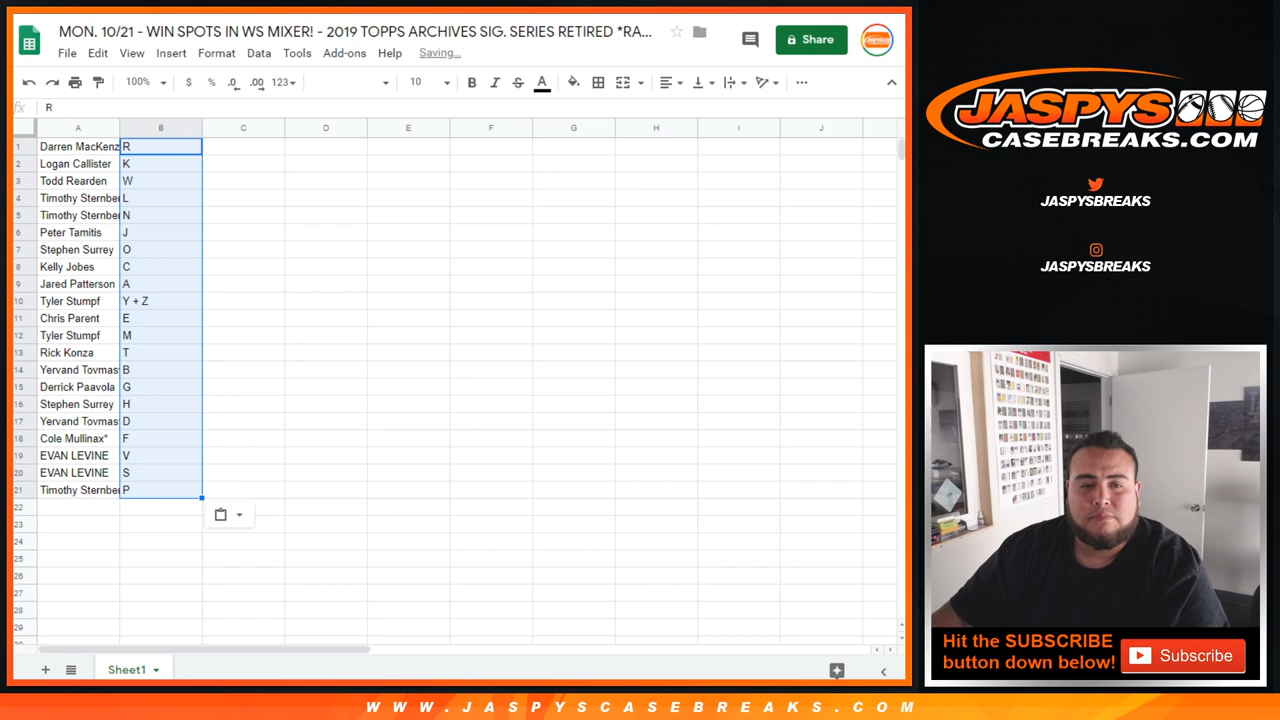 MON. 10/21 - WIN SPOTS IN WS MIXER! - 2019 TOPPS ARCHIVES SIG. SERIES RETIRED *RA...
File Edit View Insert Format Data Tools Add-ons Help Saving...
Share
100% $ % .0 .00 123 10 B I S A
fx R
A B C D E F G H I J
1 Darren MacKenz R
2 Logan Callister K
3 Todd Rearden W
4 Timothy Sternber L
5 Timothy Sternber N
6 Peter Tamitis J
7 Stephen Surrey O
8 Kelly Jobes C
9 Jared Patterson A
10 Tyler Stumpf Y + Z
11 Chris Parent E
12 Tyler Stumpf M
13 Rick Konza T
14 Yervand Tovmas B
15 Derrick Paavola G
16 Stephen Surrey H
17 Yervand Tovmas D
18 Cole Mullinax* F
19 EVAN LEVINE V
20 EVAN LEVINE S
21 Timothy Sternber P
22
23
24
25
26
27
28
29
Sheet1
JASPYS
CASEBREAKS.COM
JASPYSBREAKS
JASPYSBREAKS
Hit the SUBSCRIBE
button down below!
Subscribe
WWW.JASPYSCASEBREAKS.COM